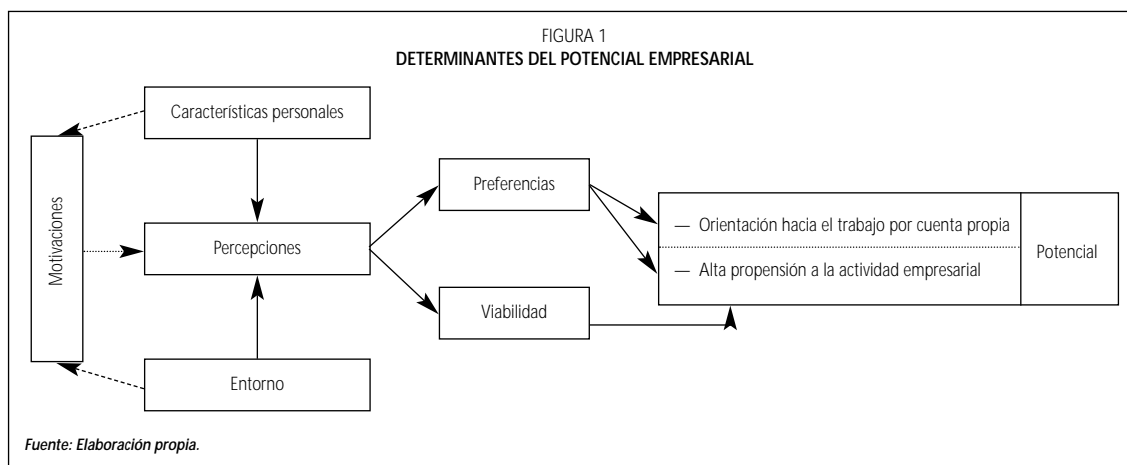 FIGURA 1
DETERMINANTES DEL POTENCIAL EMPRESARIAL
Características personales
Motivaciones
Percepciones
Entorno
Preferencias
Viabilidad
— Orientación hacia el trabajo por cuenta propia
— Alta propensión a la actividad empresarial
Potencial
Fuente: Elaboración propia.